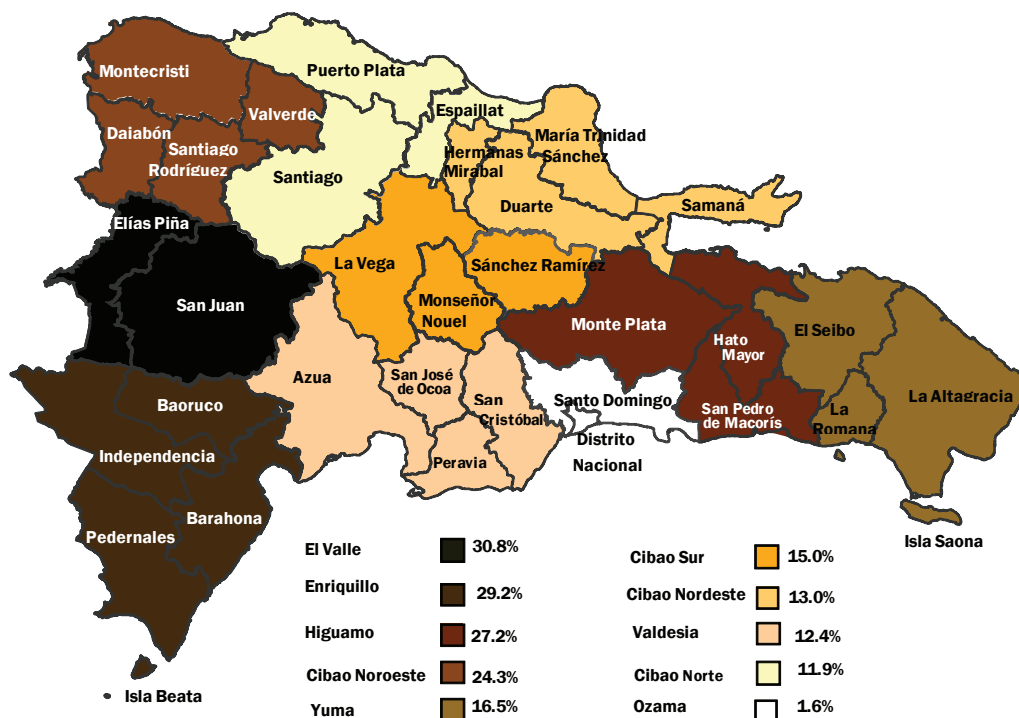 Montecristi
Puerto Plata
Valverde
Espaillat
Daiabón
Santiago
Rodríguez
María Trinidad
Sánchez
Hermanas
Mirabal
Santiago
Duarte
Samaná
Elías Piña
La Vega
Sánchez Ramírez
San Juan
Monseñor
Nouel
Monte Plata
El Seibo
Hato
Mayor
Azua
San José
de Ocoa
San
Cristóbal
Santo Domingo
La Altagracia
Baoruco
San Pedro
de Macorís
La
Romana
Distrito
Nacional
Independencia
Peravia
Barahona
Pedernales
Isla Saona
El Valle 30.8%
Enriquillo 29.2%
Higuamo 27.2%
Cibao Noroeste 24.3%
Yuma 16.5%
Cibao Sur 15.0%
Cibao Nordeste 13.0%
Valdesia 12.4%
Cibao Norte 11.9%
Ozama 1.6%
Isla Beata